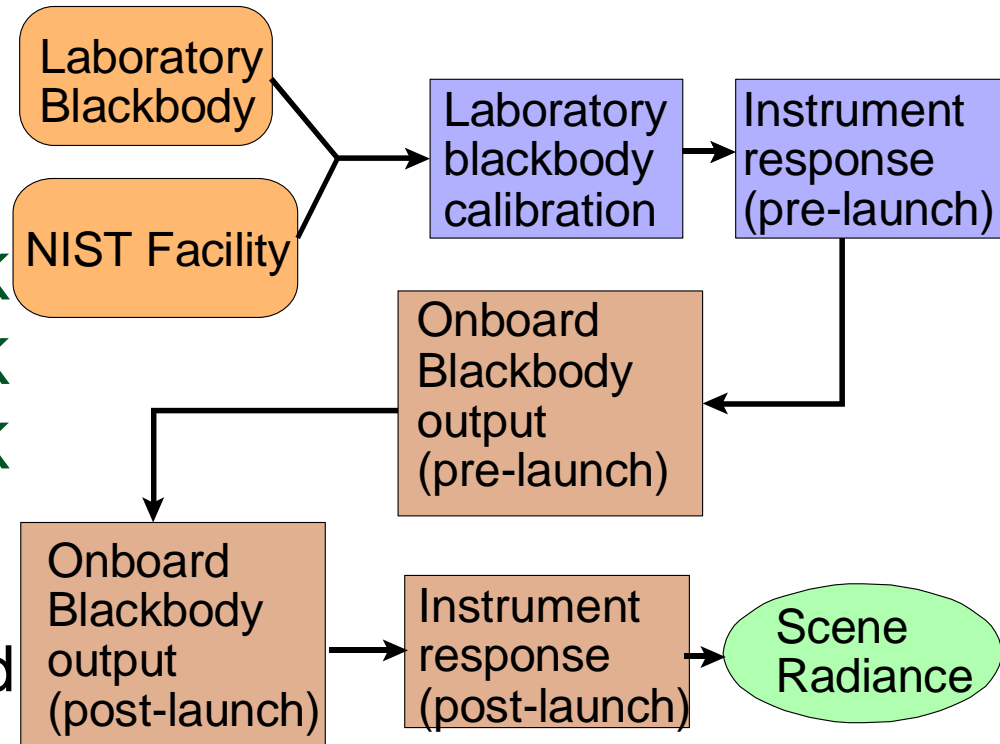 Laboratory
Blackbody
NIST Facility
Laboratory
blackbody
calibration
Instrument
response
(pre-launch)
Onboard
Blackbody
output
(pre-launch)
Onboard
Blackbody
output
(post-launch)
Instrument
response
(post-launch)
Scene
Radiance